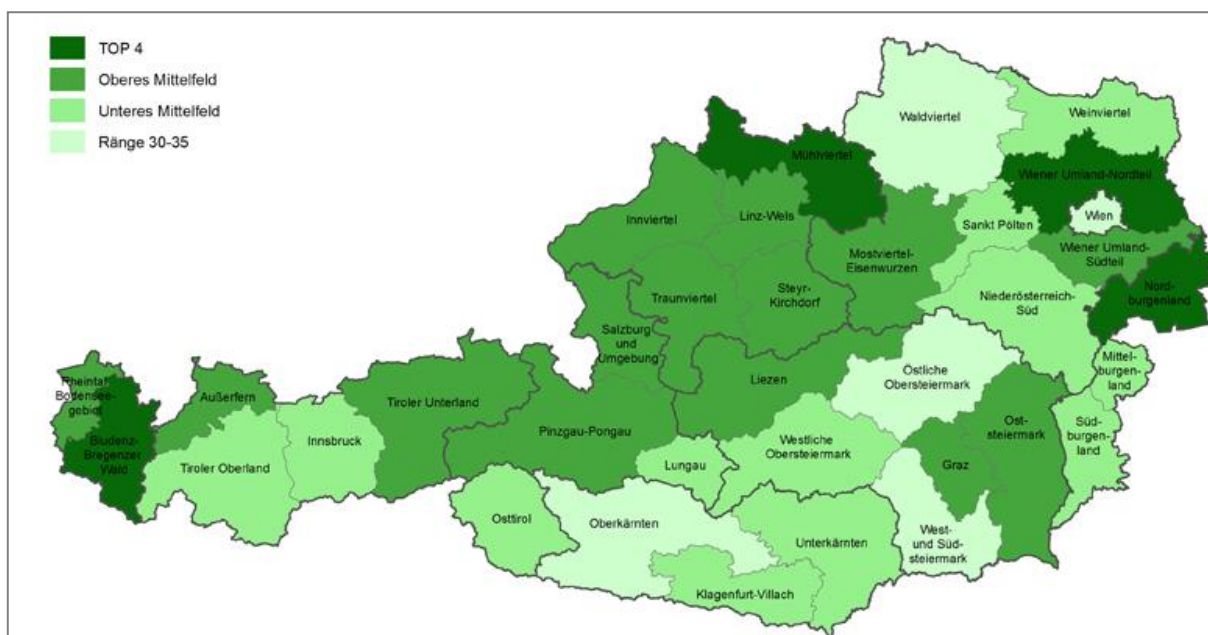 TOP 4
Oberes Mittelfeld
Unteres Mittelfeld
Ränge 30-35
Waldviertel
Weinviertel
Mühlviertel
Wiener Umland-Nordteil
Innviertel
Linz-Wels
Wien
Sankt Pölten
Mostviertel-
Eisenwurzen
Wiener Umland-
Südteil
Nord-
burgenland
Traunviertel
Steyr-
Kirchdorf
Niederösterreich-
Süd
Salzburg
und
Umgebung
Mittel-
burgen-
land
Rheintal-
Bodensee-
gebiet
Außerfern
Tiroler Unterland
Liezen
Östliche
Obersteiermark
Bludenz-
Bregenzer
Wald
Tiroler Oberland
Innsbruck
Pinzgau-Pongau
Lungau
Westliche
Obersteiermark
Graz
Ost-
steiermark
Süd-
burgen-
land
Osttirol
Oberkärnten
Unterkärnten
West-
und Süd-
steiermark
Klagenfurt-Villach